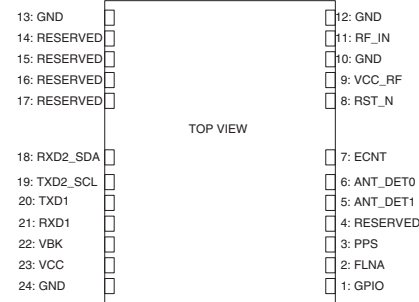 13: GND
14: RESERVED
15: RESERVED
16: RESERVED
17: RESERVED
18: RXD2_SDA
19: TXD2_SCL
20: TXD1
21: RXD1
22: VBK
23: VCC
24: GND
TOP VIEW
12: GND
11: RF_IN
10: GND
9: VCC_RF
8: RST_N
7: ECNT
6: ANT_DET0
5: ANT_DET1
4: RESERVED
3: PPS
2: FLNA
1: GPIO